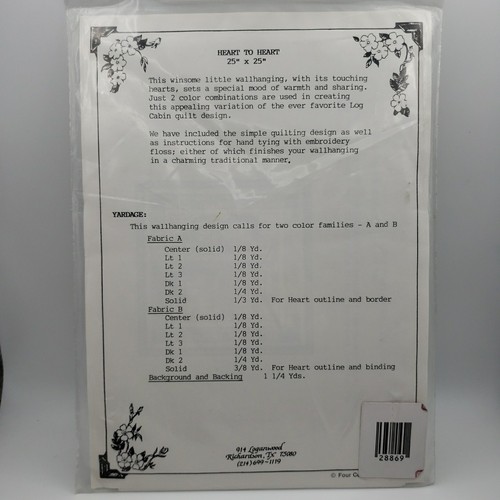 HEART TO HEART
25" x 25"
This winsome little wallhanging, with its touching
hearts, sets a special mood of warmth and sharing.
Just 2 color combinations are used in creating
this appealing variation of the ever favorite Log
Cabin quilt design.
We have included the simple quilting design as well
as instructions for hand tying with embroidery
floss; either of which finishes your wallhanging
in a charming traditional manner.
YARDAGE:
This wallhanging design calls for two color families - A and B
Fabric A
Center (solid) 1/8 Yd.
Lt 1 1/8 Yd.
Lt 2 1/8 Yd.
Lt 3 1/8 Yd.
Dk 1 1/8 Yd.
Dk 2 1/4 Yd.
Solid 1/3 Yd. For Heart outline and border
Fabric B
Center (solid) 1/8 Yd.
Lt 1 1/8 Yd.
Lt 2 1/8 Yd.
Lt 3 1/8 Yd.
Dk 1 1/8 Yd.
Dk 2 1/4 Yd.
Solid 3/8 Yd. For Heart outline and binding
Background and Backing 1 1/4 Yds.
914 Loganwood
Richardson, TX 75080
(214) 699-1119
28869
© Four